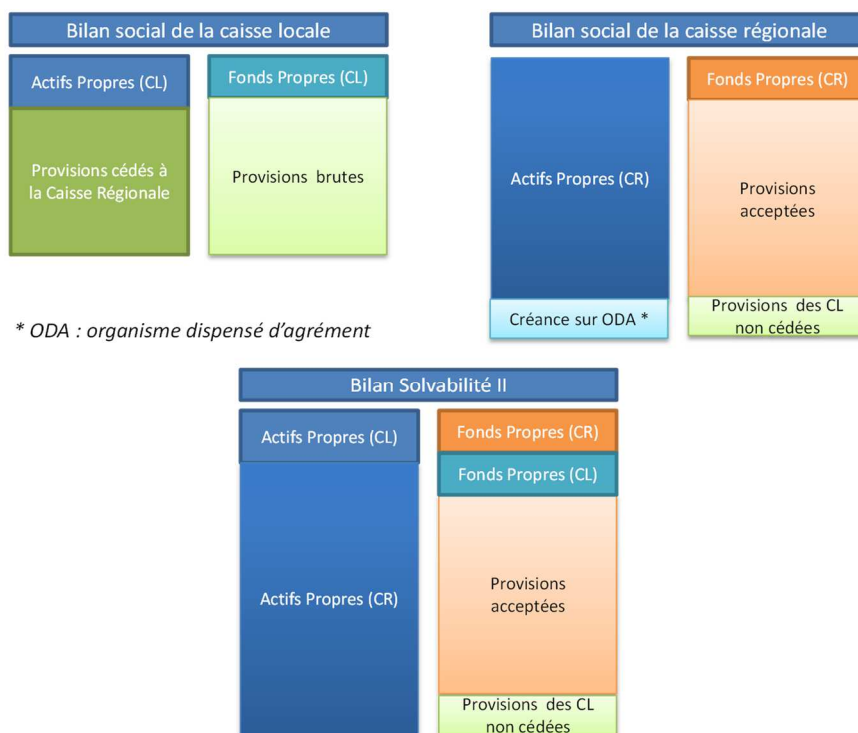 Bilan social de la caisse locale
Actifs Propres (CL)
Fonds Propres (CL)
Provisions cédés à
la Caisse Régionale
Provisions brutes
Bilan social de la caisse régionale
Fonds Propres (CR)
Actifs Propres (CR)
Provisions
acceptées
Créance sur ODA *
Provisions des CL
non cédées
* ODA : organisme dispensé d'agrément
Bilan Solvabilité II
Actifs Propres (CL)
Fonds Propres (CR)
Fonds Propres (CL)
Actifs Propres (CR)
Provisions
acceptées
Provisions des CL
non cédées